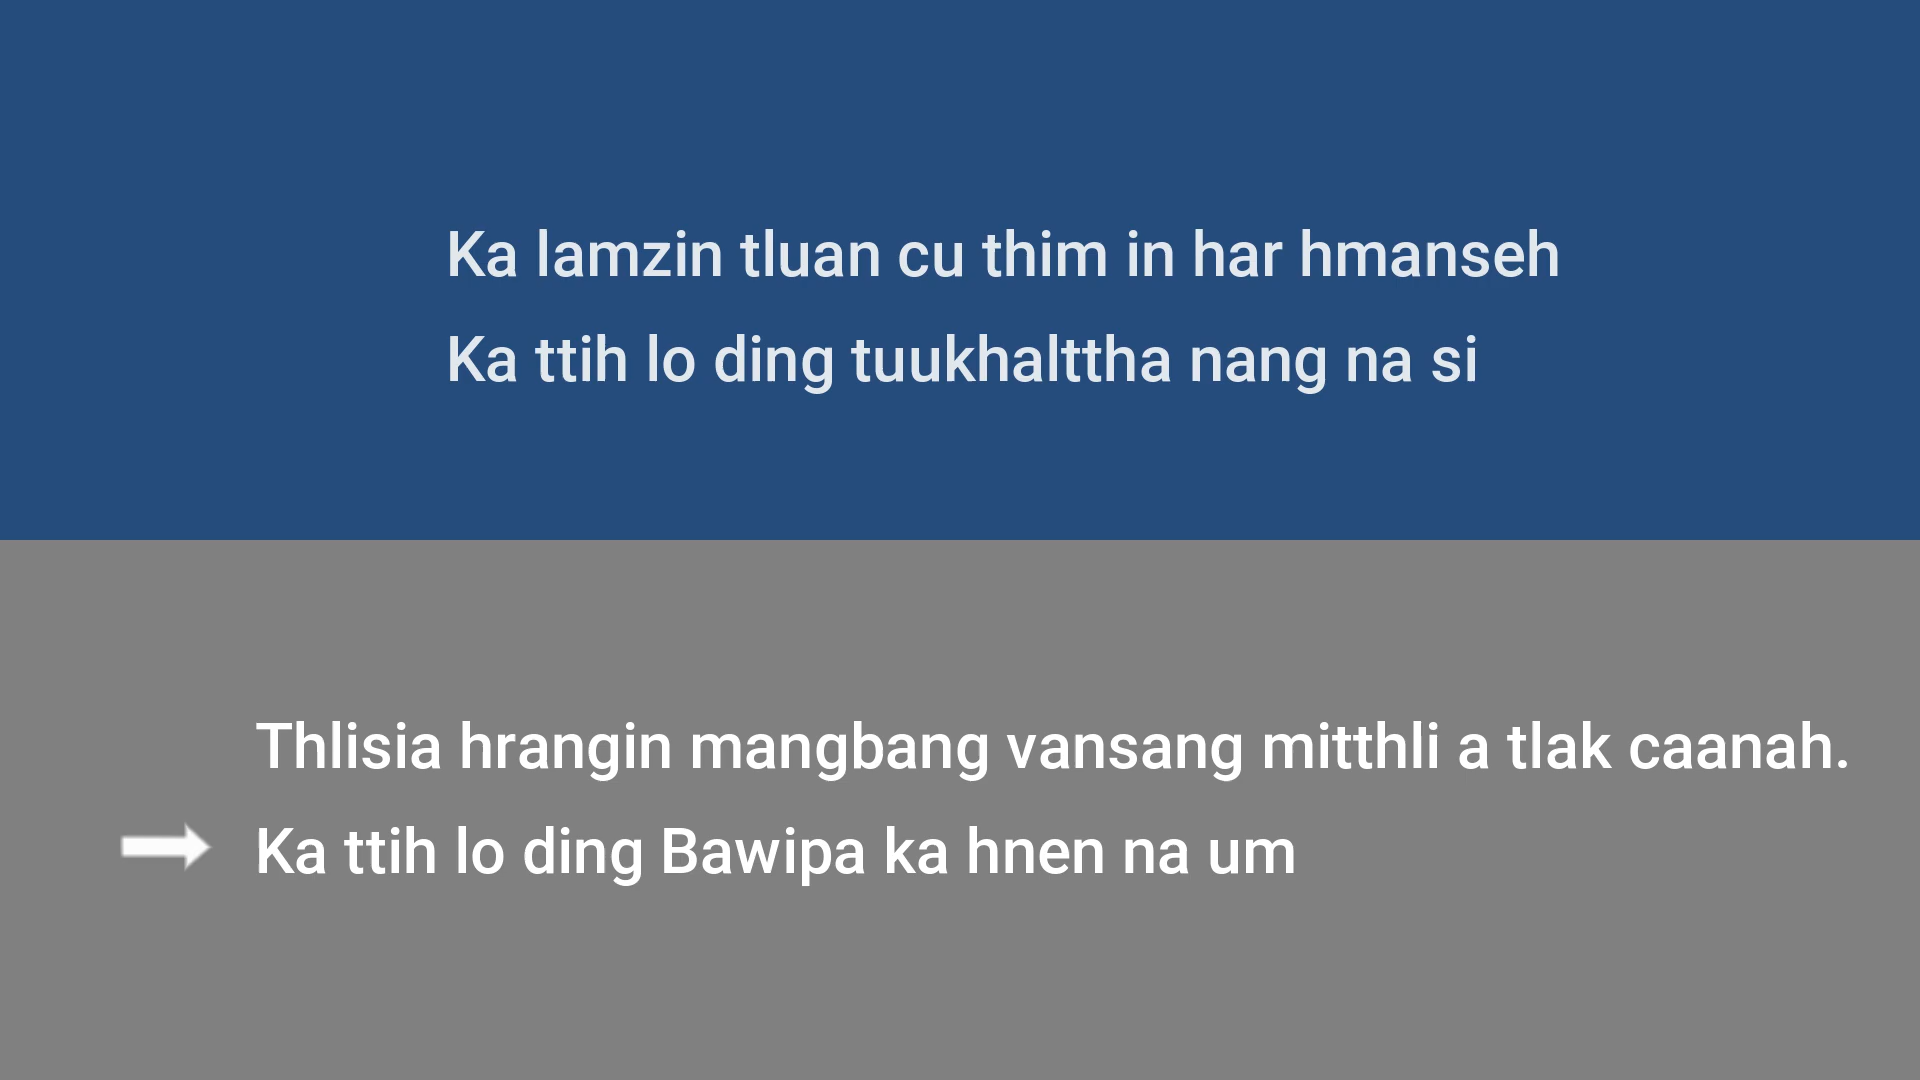 Ka lamzin tluan cu thim in har hmanseh
Ka ttih lo ding tuukhalttha nang na si
Thlisia hrangin mangbang vansang mitthli a tlak caanah.
Ka ttih lo ding Bawipa ka hnen na um